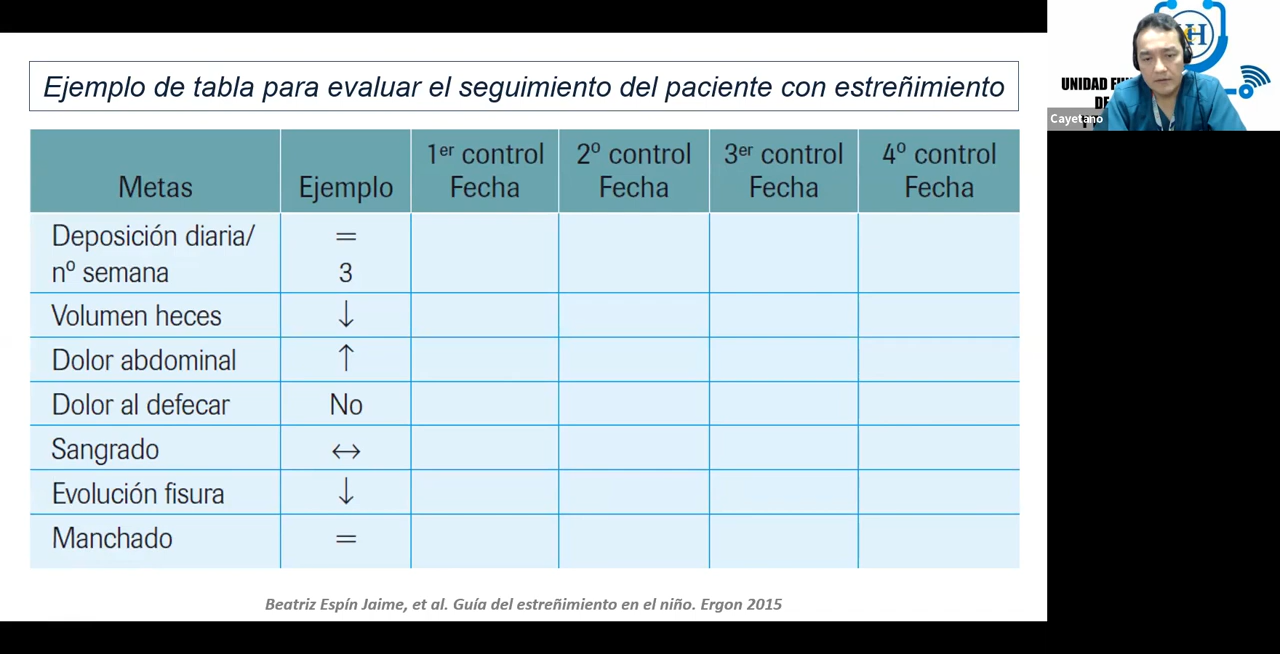 Ejemplo de tabla para evaluar el seguimiento del paciente con estreñimiento
Metas
Ejemplo
1er control
Fecha
2º control
Fecha
3er control
Fecha
4º control
Fecha
Deposición diaria/
nº semana
=
3
Volumen heces
↓
Dolor abdominal
↑
Dolor al defecar
No
Sangrado
↔
Evolución fisura
↓
Manchado
=
Beatriz Espín Jaime, et al. Guía del estreñimiento en el niño. Ergon 2015
UNIDAD
DE
Cayetano